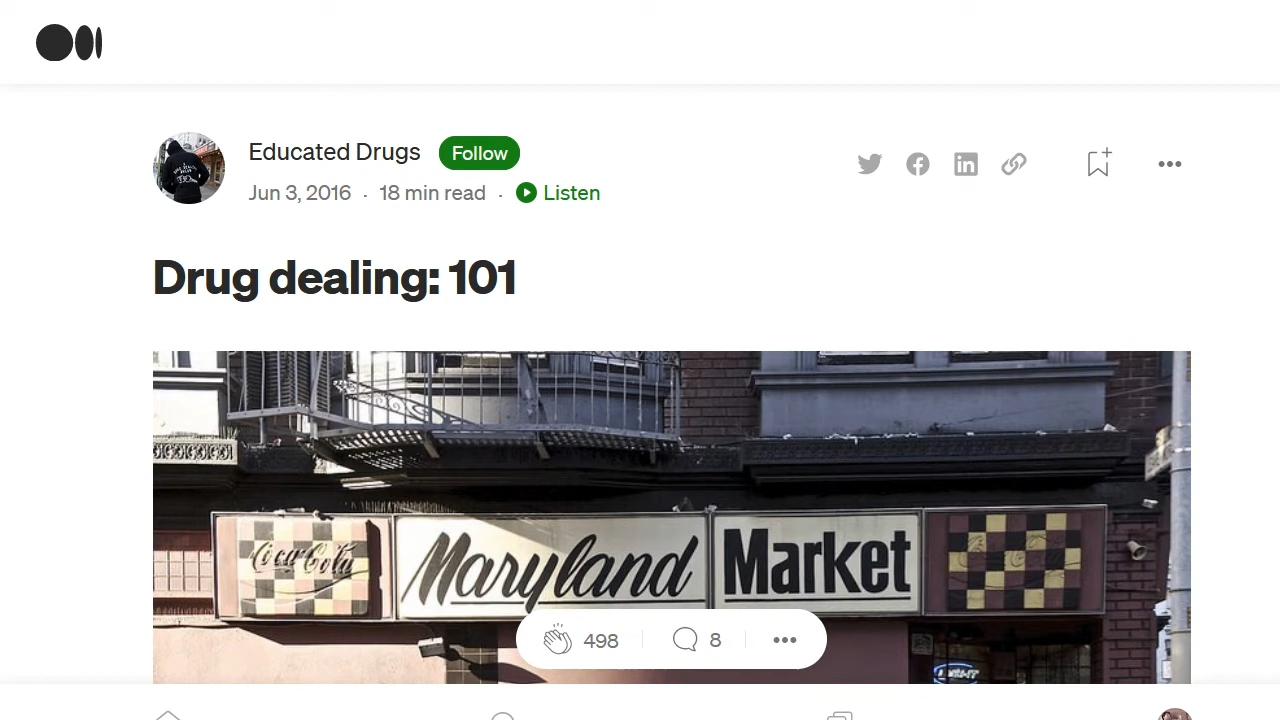 Educated Drugs Follow
Jun 3, 2016 · 18 min read · Listen
Drug dealing: 101
Coca-Cola Maryland Market
498 8